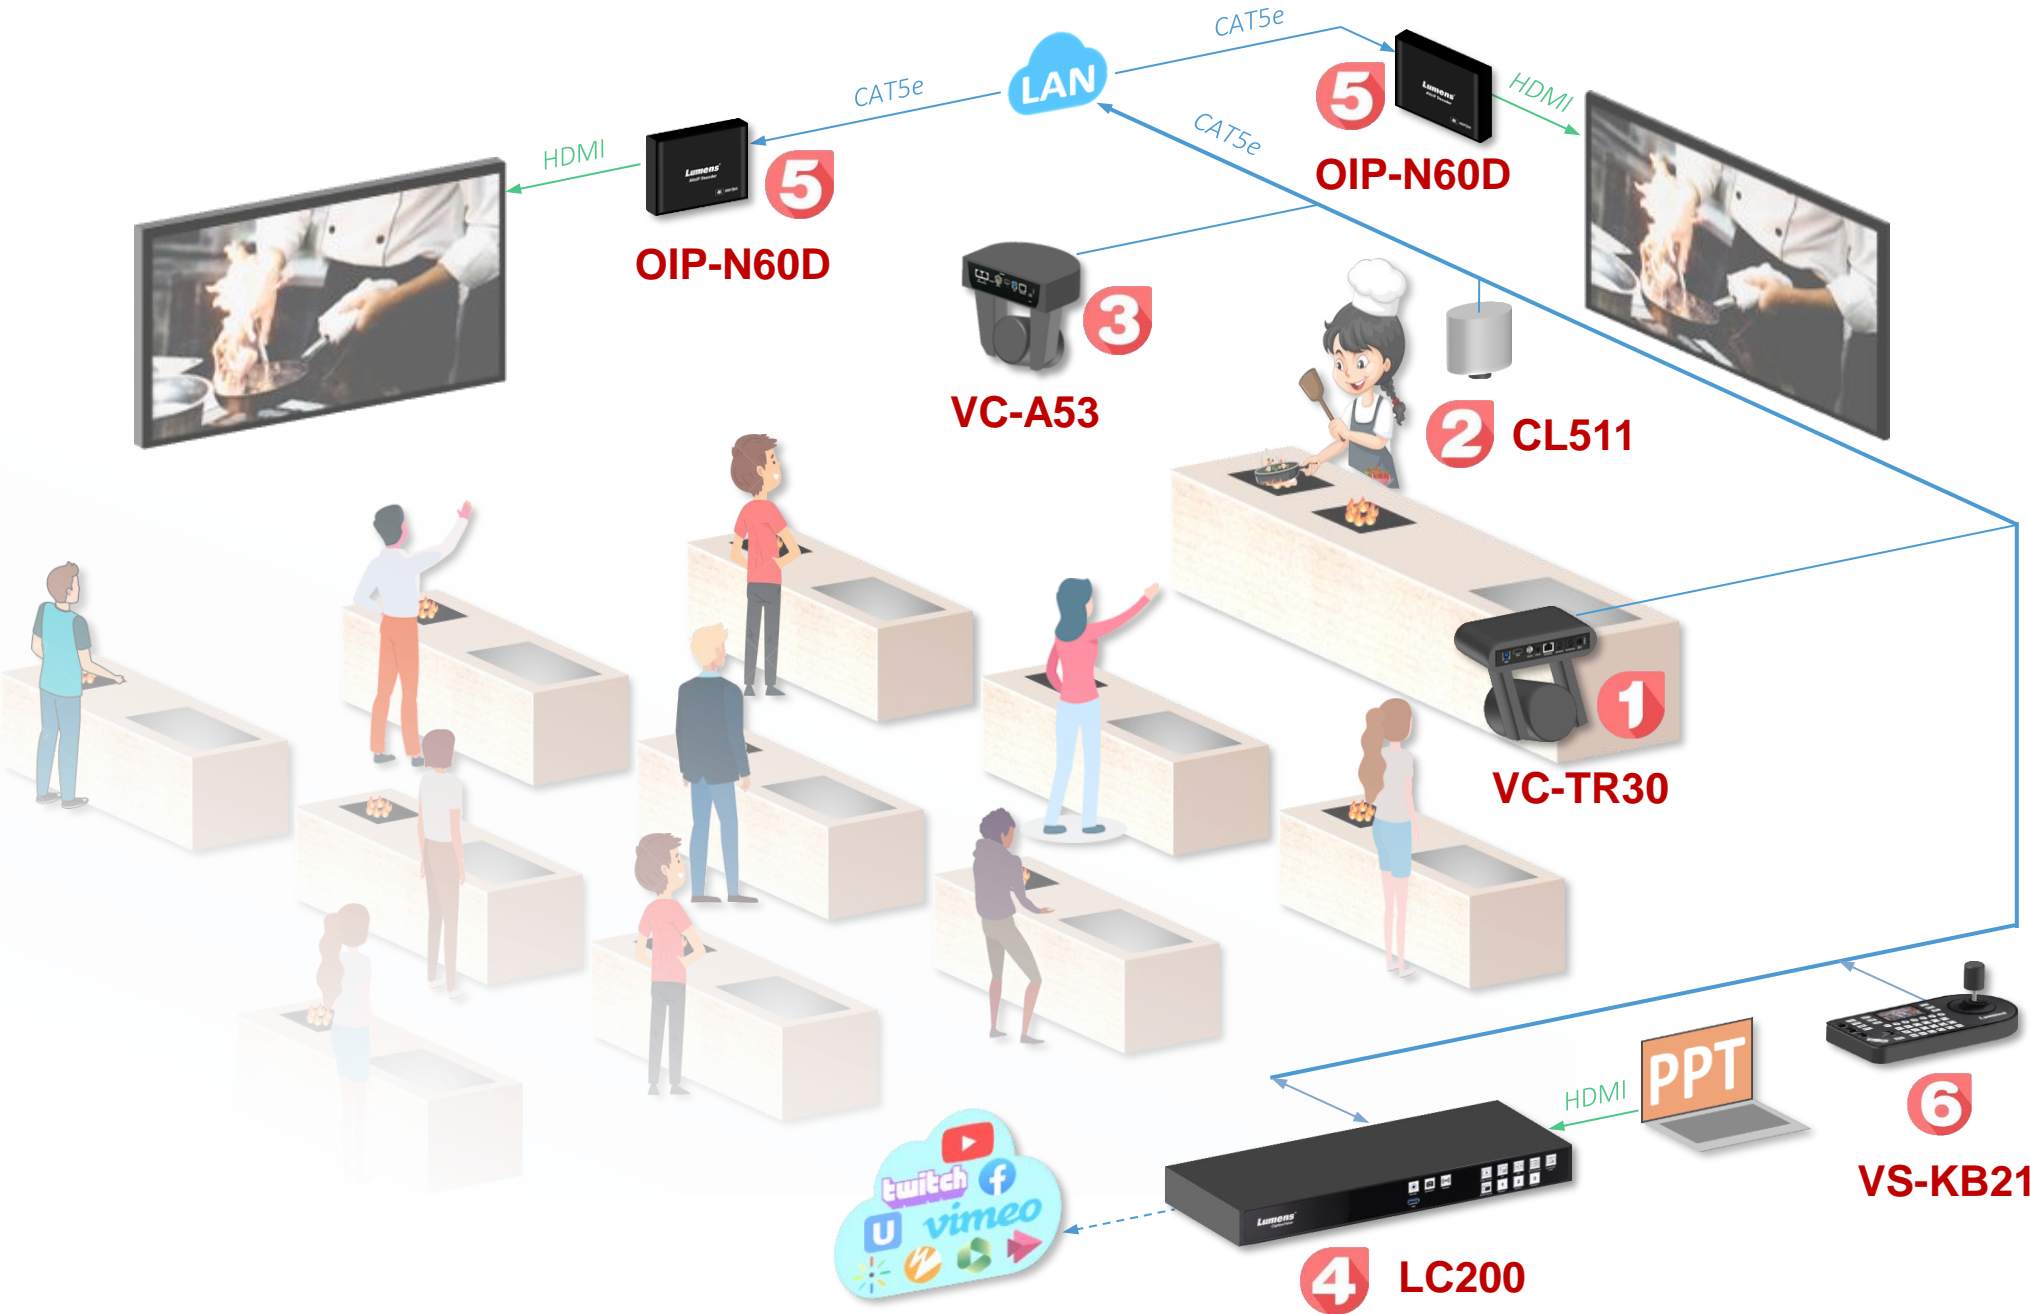 CAT5e
LAN
CAT5e
5
Lumens
HDMI
CAT5e
HDMI
Lumens
5
OIP-N60D
OIP-N60D
3
VC-A53
2
CL511
1
VC-TR30
PPT
HDMI
6
VS-KB21
twitch
vimeo
U
Lumens
4
LC200